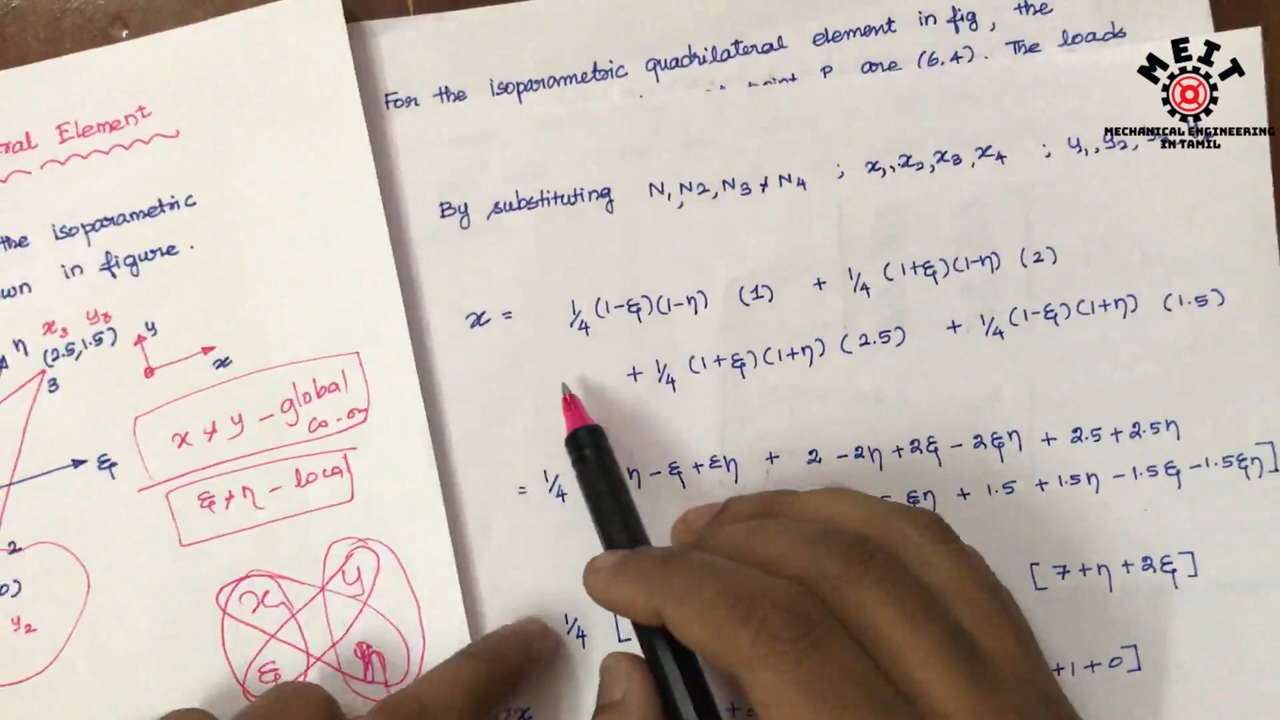 ral Element
the isoparametric
wn in figure.
η x₃ y₃
(2.5, 1.5)
3
y
x
x & y - global
co-or
ξ
ξ & η - local
2
0)
y₂
x y
ξ η
For the isoparametric quadrilateral element in fig, the
point P are (6,4). The loads
By substituting N₁, N2, N₃ & N₄ ; x₁, x₂, x₃, x₄ ; y₁, y₂,
x = 1/4 (1-ξ)(1-η) (1) + 1/4 (1+ξ)(1-η) (2)
+ 1/4 (1+ξ)(1+η) (2.5) + 1/4 (1-ξ)(1+η) (1.5)
= 1/4 η - ξ + ξη + 2 - 2η + 2ξ - 2ξη + 2.5 + 2.5η
ξη + 1.5 + 1.5η - 1.5ξ - 1.5ξη]
[7+η+2ξ]
1/4 [
+1+0]
MEIT
MECHANICAL ENGINEERING
IN TAMIL